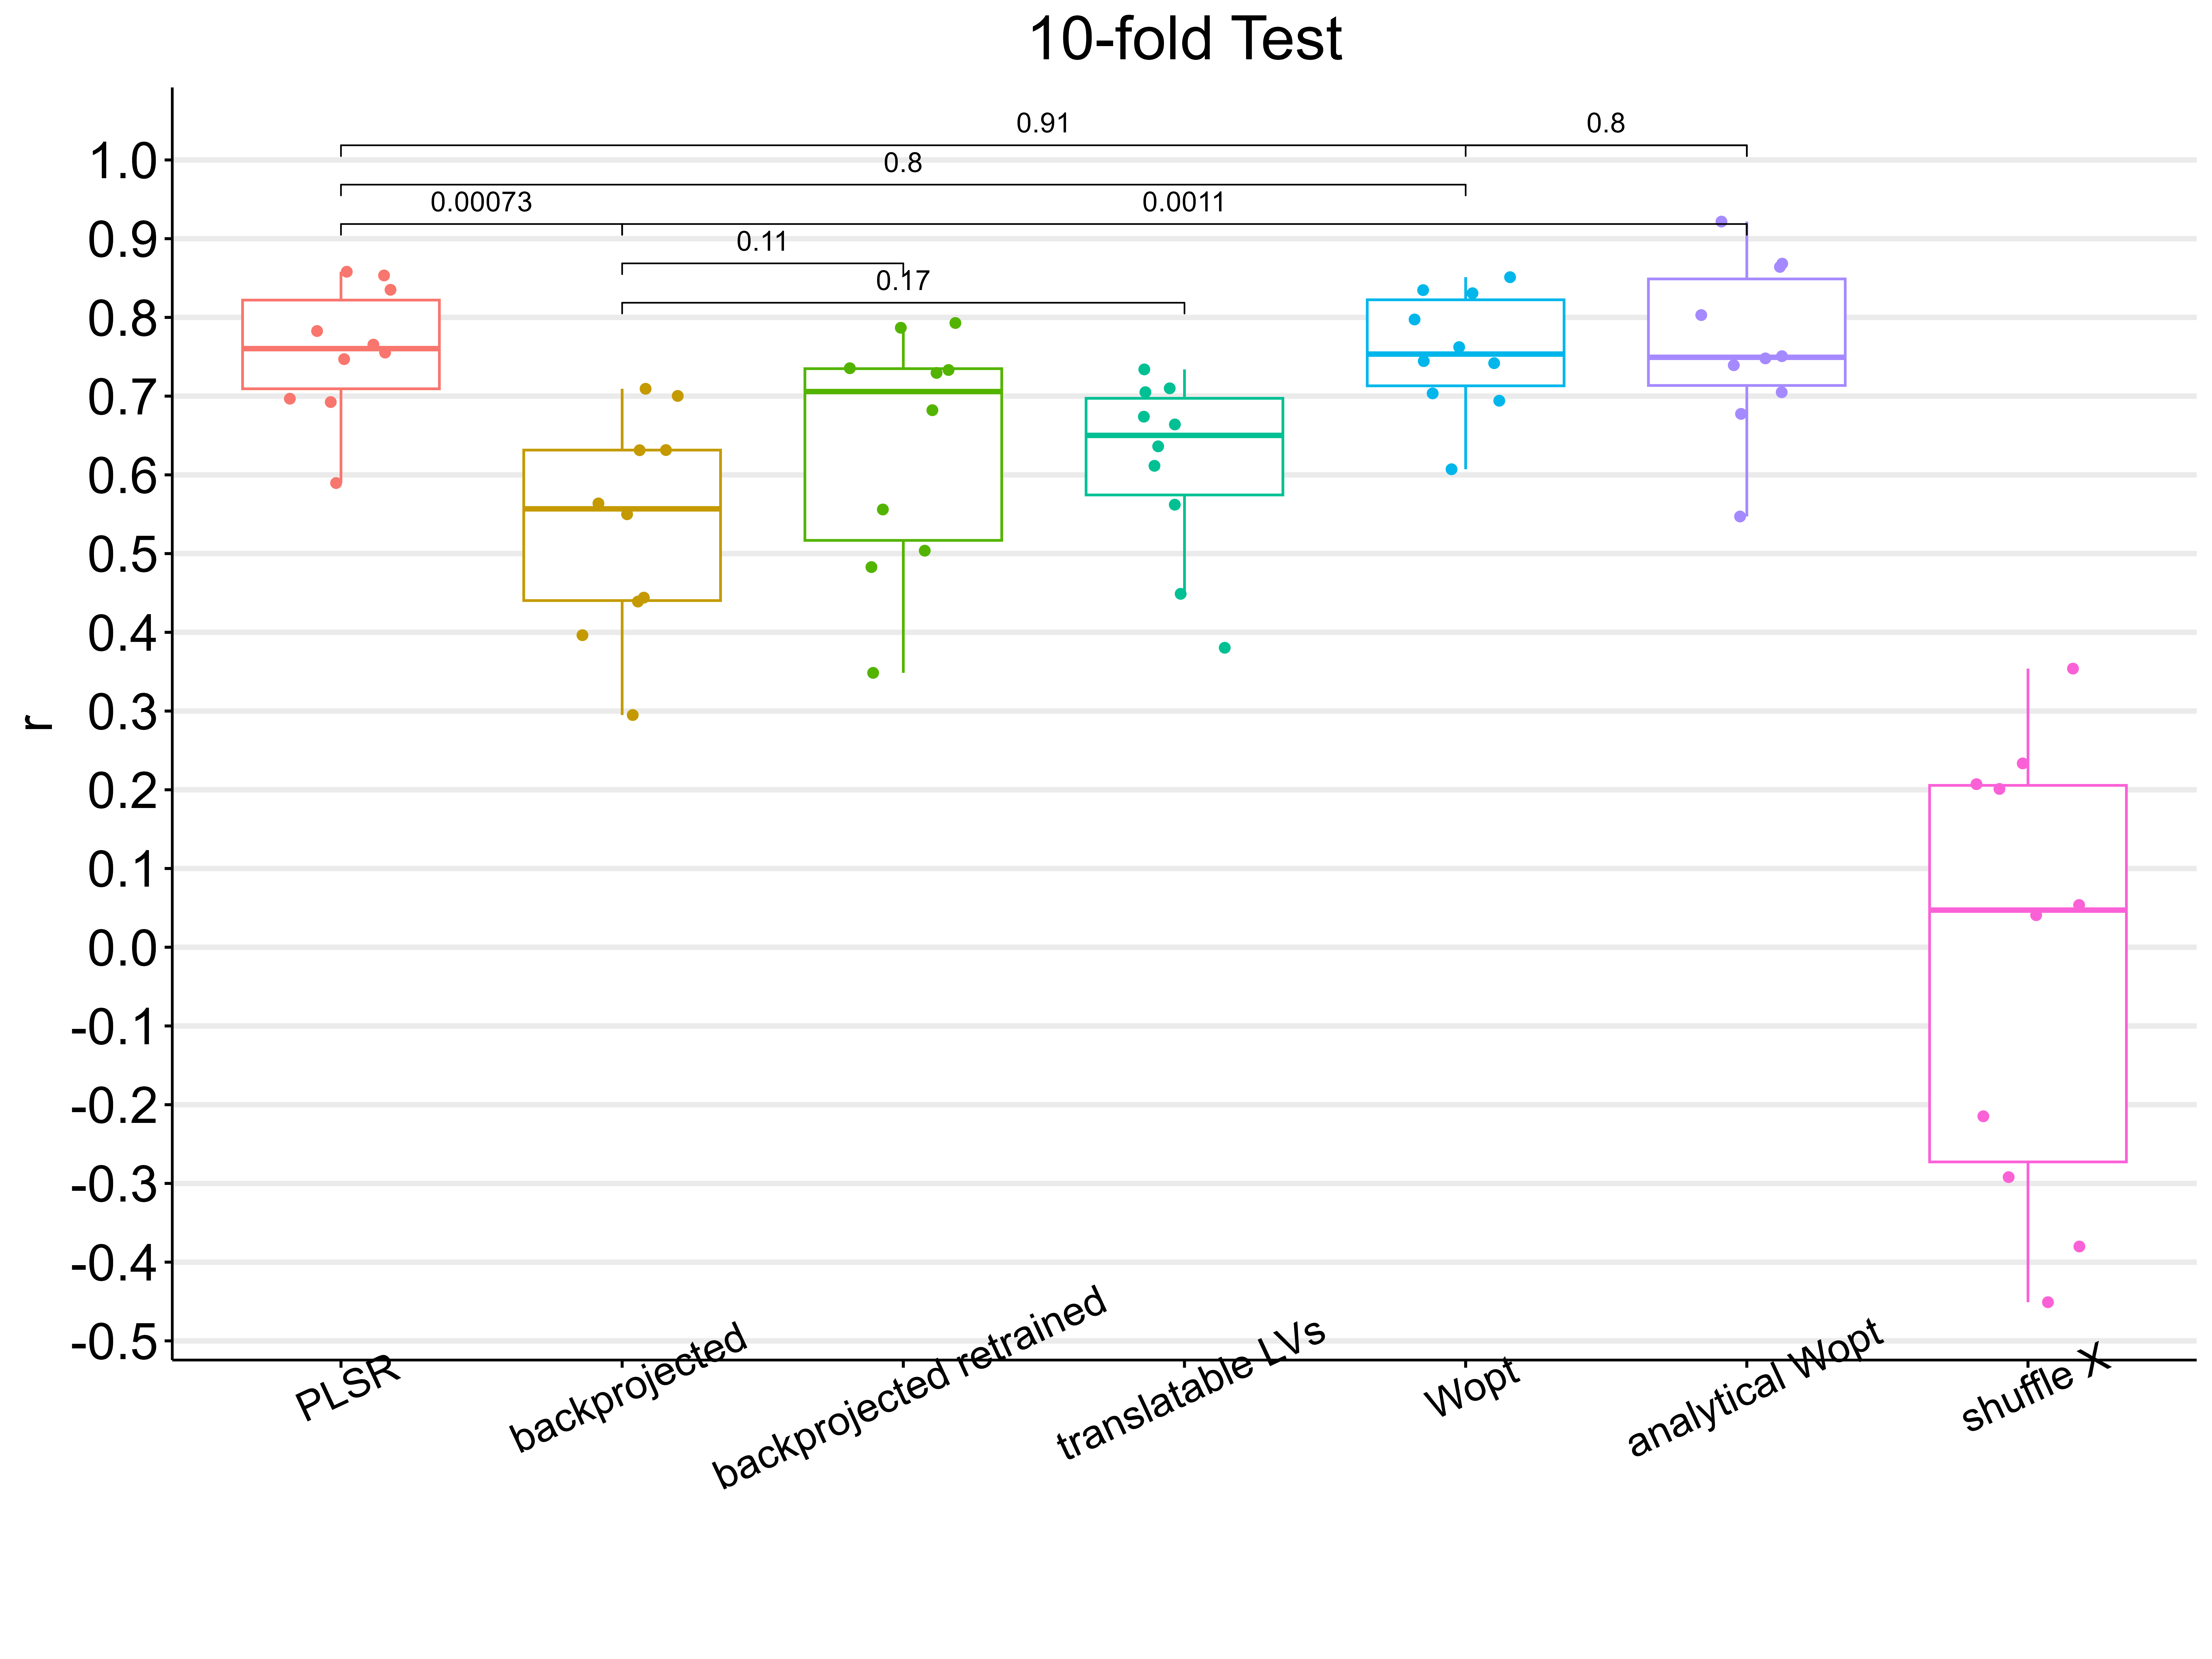 10-fold Test
0.91
0.8
0.8
0.00073
0.0011
0.11
0.17
r
1.0
0.9
0.8
0.7
0.6
0.5
0.4
0.3
0.2
0.1
0.0
-0.1
-0.2
-0.3
-0.4
-0.5
PLSR
backprojected
backprojected retrained
translatable LVs
Wopt
analytical Wopt
shuffle X